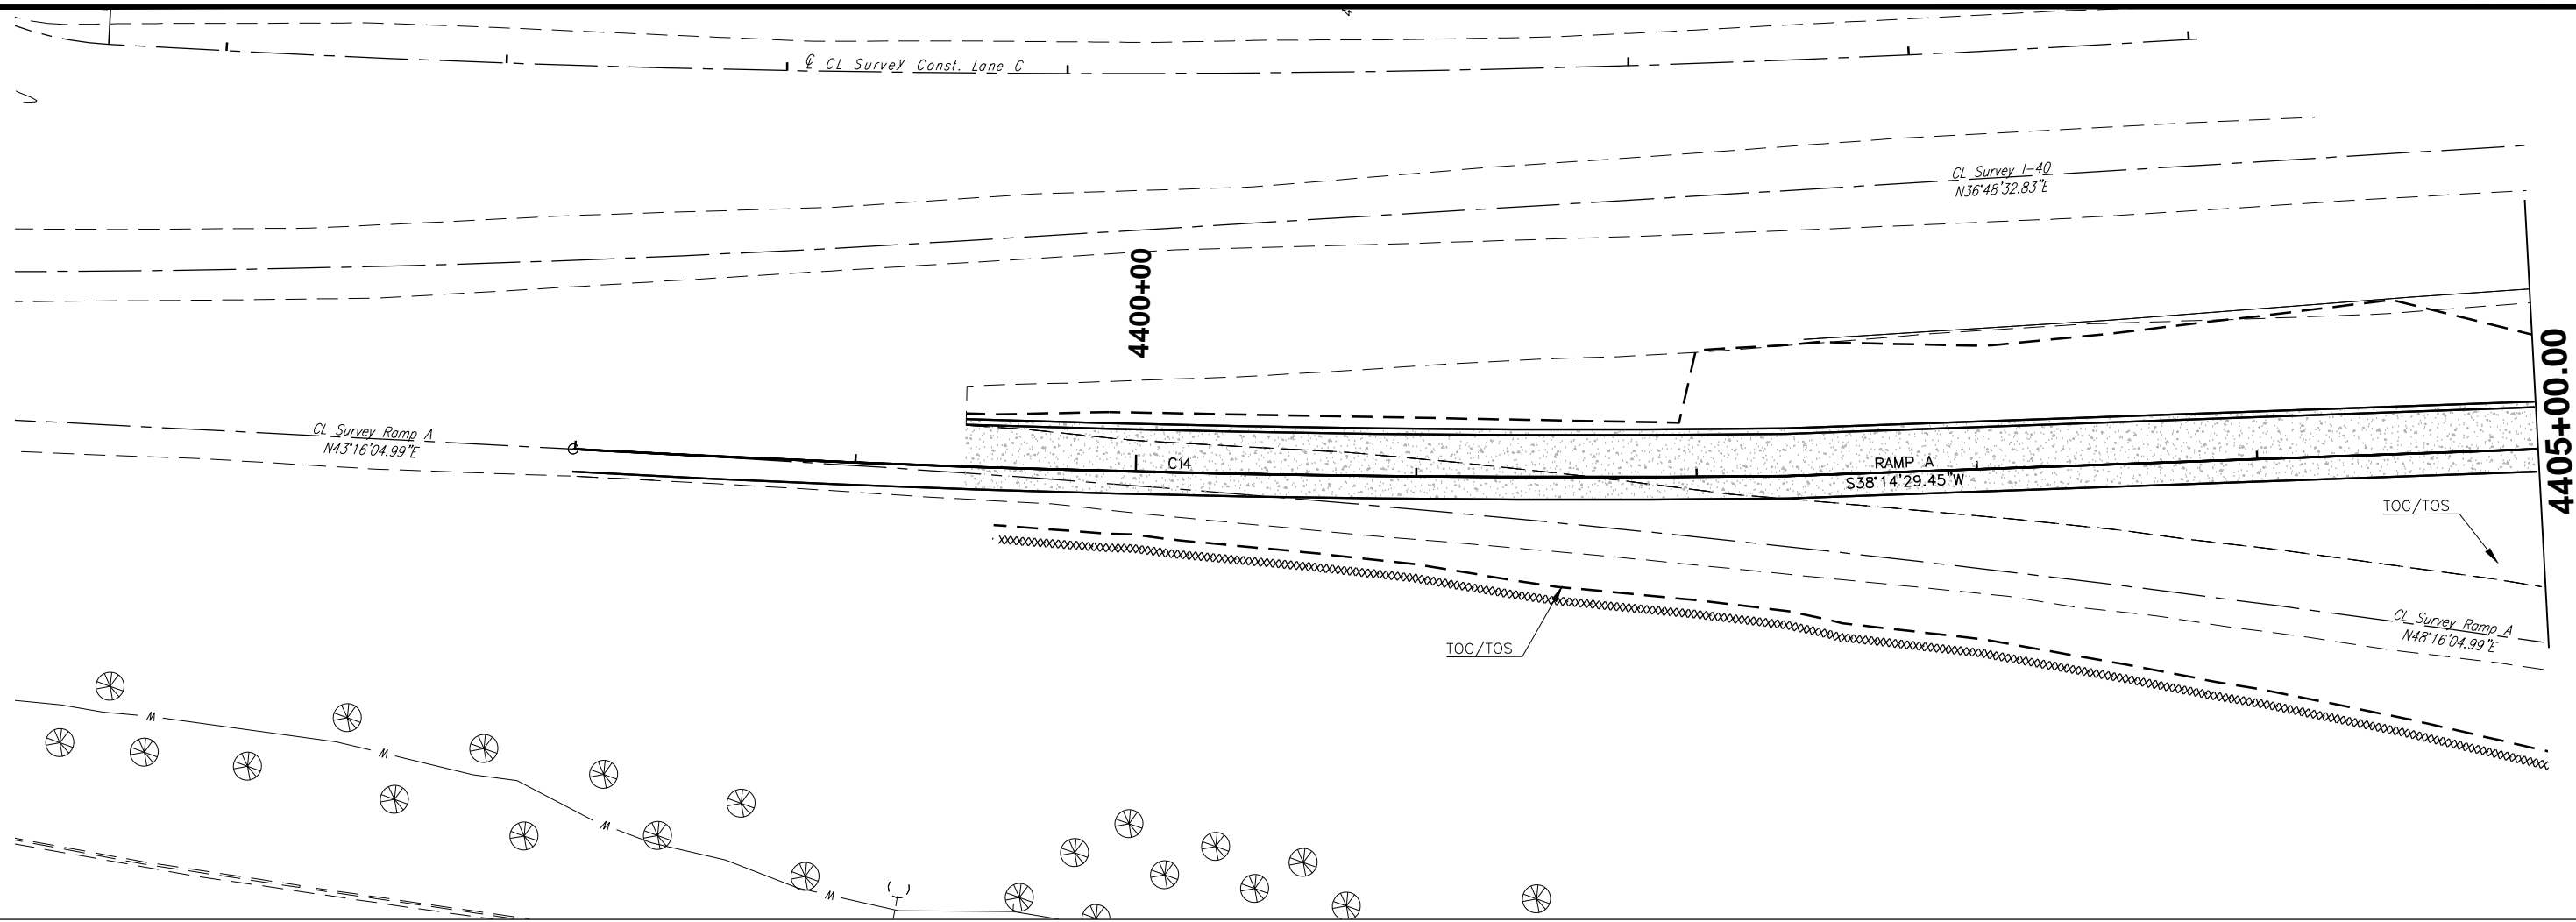 ℄ CL Survey Const. Lane C
CL Survey I-40
N36°48'32.83"E
4400+00
4405+00.00
CL Survey Ramp A
N43°16'04.99"E
C14
RAMP A
S38°14'29.45"W
TOC/TOS
TOC/TOS
CL Survey Ramp A
N48°16'04.99"E
W
W
W
W